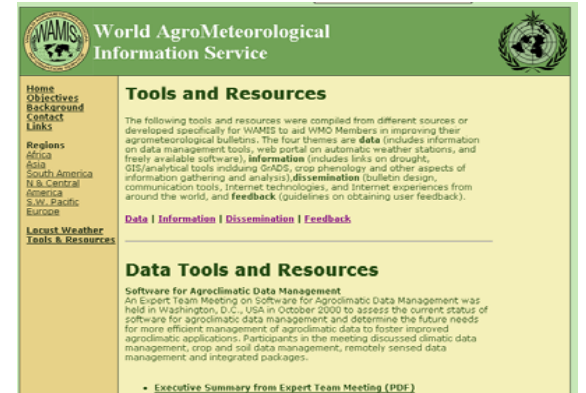 WAMIS
World AgroMeteorological
Information Service
Home
Objectives
Background
Contact
Links
Regions
Africa
Asia
South America
N & Central
America
S.W. Pacific
Europe
Locust Weather
Tools & Resources
Tools and Resources
The following tools and resources were compiled from different sources or
developed specifically for WAMIS to aid WMO Members in improving their
agrometeorological bulletins. The four themes are data (includes information
on data management tools, web portal on automatic weather stations, and
freely available software), information (includes links on drought,
GIS/analytical tools including GrADS, crop phenology and other aspects of
information gathering and analysis),dissemination (bulletin design,
communication tools, Internet technologies, and Internet experiences from
around the world, and feedback (guidelines on obtaining user feedback).
Data | Information | Dissemination | Feedback
Data Tools and Resources
Software for Agroclimatic Data Management
An Expert Team Meeting on Software for Agroclimatic Data Management was
held in Washington, D.C., USA in October 2000 to assess the current status of
software for agroclimatic data management and determine the future needs
for more efficient management of agroclimatic data to foster improved
agroclimatic applications. Participants in the meeting discussed climatic data
management, crop and soil data management, remotely sensed data
management and integrated packages.
• Executive Summary from Expert Team Meeting (PDF)